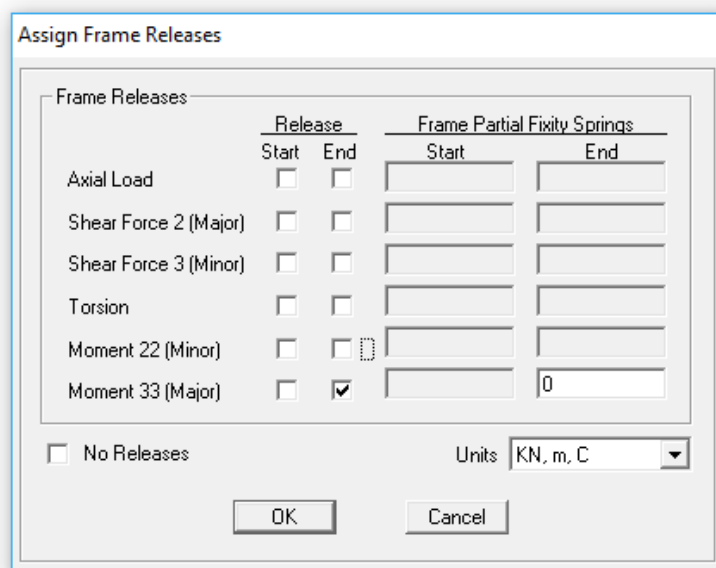 Assign Frame Releases
Frame Releases
Release Frame Partial Fixity Springs
Start End Start End
Axial Load
Shear Force 2 (Major)
Shear Force 3 (Minor)
Torsion
Moment 22 (Minor)
Moment 33 (Major) 0
No Releases Units KN, m, C
OK Cancel